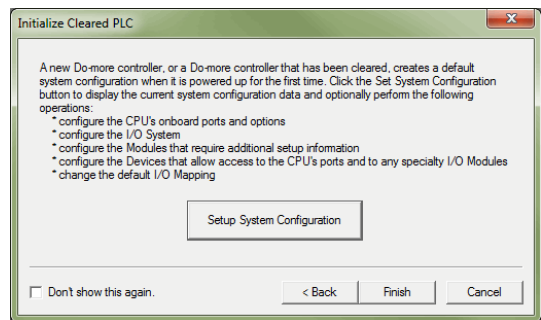 Initialize Cleared PLC
A new Do-more controller, or a Do-more controller that has been cleared, creates a default
system configuration when it is powered up for the first time. Click the Set System Configuration
button to display the current system configuration data and optionally perform the following
operations:
* configure the CPU's onboard ports and options
* configure the I/O System
* configure the Modules that require additional setup information
* configure the Devices that allow access to the CPU's ports and to any specialty I/O Modules
* change the default I/O Mapping
Setup System Configuration
Don't show this again.
< Back
Finish
Cancel